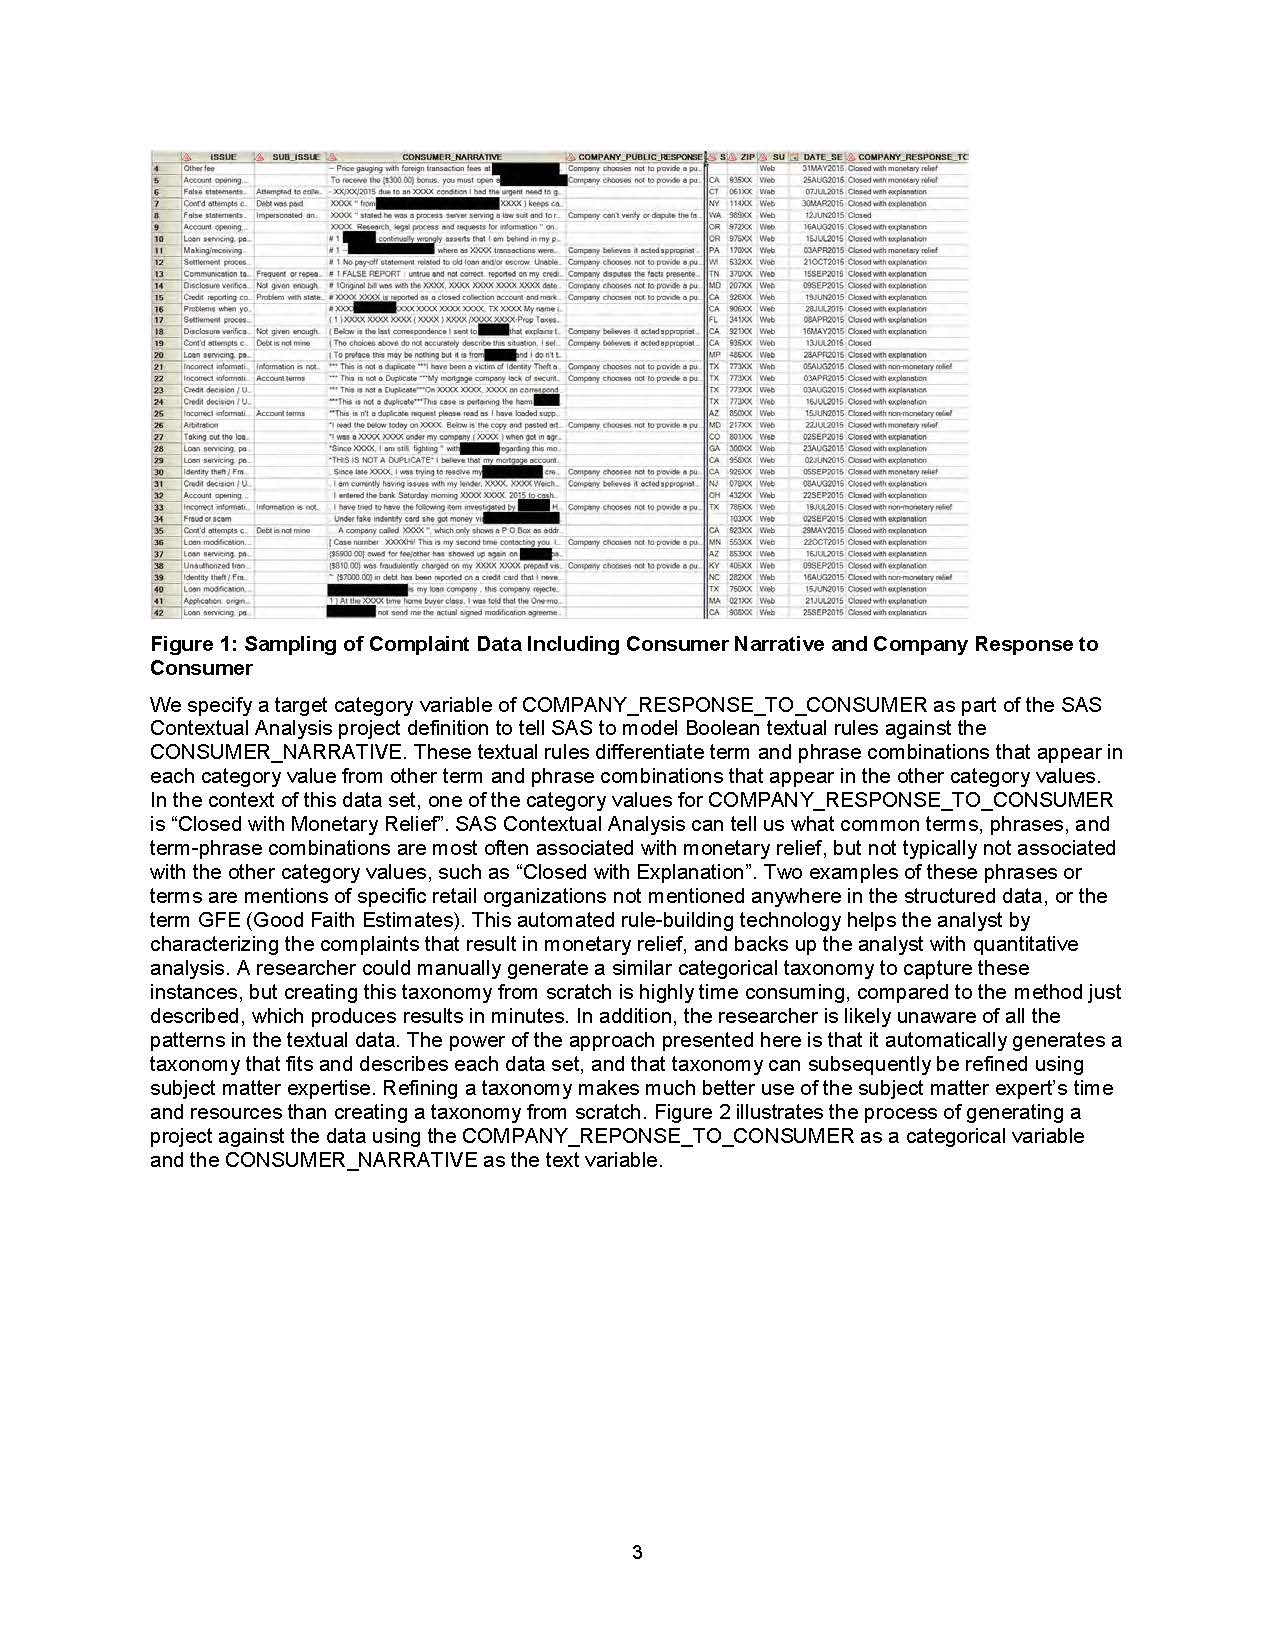 ISSUE SUB_ISSUE CONSUMER_NARRATIVE COMPANY_PUBLIC_RESPONSE S ZIP SU DATE_SE COMPANY_RESPONSE_TC
4 Other fee -- Price gauging with foreign transaction fees at Company chooses not to provide a pu.. Web 31MAY2015 Closed with monetary relief
5 Account opening... To receive the {$300.00} bonus, you must open a Company chooses not to provide a pu.. CA 935XX Web 25AUG2015 Closed with monetary relief
6 False statements.. Attempted to colle.. - XX/XX/2015 due to an XXXX condition I had the urgent need to g.. CT 061XX Web 07JUL2015 Closed with explanation
7 Cont'd attempts c.. Debt was paid XXXX " from XXXX ) keeps ca.. NY 114XX Web 30MAR2015 Closed with explanation
8 False statements.. Impersonated an.. XXXX " stated he was a process server serving a law suit and to r.. Company can't verify or dispute the fa.. WA 989XX Web 12JUN2015 Closed
9 Account opening... XXXX Research, legal process and requests for information " on.. OR 972XX Web 16AUG2015 Closed with explanation
10 Loan servicing, pa.. # 1 continually wrongly asserts that I am behind in my p.. OR 975XX Web 15JUL2015 Closed with explanation
11 Making/receiving... # 1 -- where as XXXX transactions were.. Company believes it acted appropriat.. PA 170XX Web 03APR2015 Closed with monetary relief
12 Settlement proces.. # 1 No pay-off statement related to old loan and/or escrow. Unable.. Company chooses not to provide a pu.. WI 532XX Web 21OCT2015 Closed with explanation
13 Communication ta.. Frequent or repea.. # 1 FALSE REPORT : untrue and not correct. reported on my credi.. Company disputes the facts presente.. TN 370XX Web 15SEP2015 Closed with explanation
14 Disclosure verifica.. Not given enough.. # 1Original bill was with the XXXX, XXXX XXXX XXXX XXXX date.. Company chooses not to provide a pu.. MD 207XX Web 09SEP2015 Closed with explanation
15 Credit reporting co.. Problem with state.. # XXXX XXXX is reported as a closed collection account and mark.. Company chooses not to provide a pu.. CA 926XX Web 19JUN2015 Closed with explanation
16 Problems when yo.. # XXX XXX XXXX XXXX XXXX, TX XXXX My name i.. CA 906XX Web 28JUL2015 Closed with explanation
17 Settlement proces.. ( 1 ) XXXX XXXX XXXX ( XXXX ) XXXX /XXXX XXXX-Prop Taxes.. FL 341XX Web 08APR2015 Closed with explanation
18 Disclosure verifica.. Not given enough.. ( Below is the last correspondence I sent to that explains t.. Company believes it acted appropriat.. CA 921XX Web 16MAY2015 Closed with explanation
19 Cont'd attempts c.. Debt is not mine ( The choices above do not accurately describe this situation, I sel.. Company believes it acted appropriat.. CA 935XX Web 13JUL2015 Closed
20 Loan servicing, pa.. ( To preface this may be nothing but it is from and I do n't t.. MP 486XX Web 28APR2015 Closed with explanation
21 Incorrect informati.. Information is not.. *** This is not a duplicate ***I have been a victim of Identity Theft a.. TX 773XX Web 05AUG2015 Closed with non-monetary relief
22 Incorrect informati.. Account terms *** This is not a Duplicate ***My mortgage company lack of securit.. Company chooses not to provide a pu.. TX 773XX Web 03APR2015 Closed with explanation
23 Credit decision / U.. *** This is not a Duplicate***On XXXX XXXX, XXXX an correspond.. TX 773XX Web 03AUG2015 Closed with explanation
24 Credit decision / U.. ***This is not a duplicate***This case is pertaining the harm TX 773XX Web 16JUL2015 Closed with explanation
25 Incorrect informati.. Account terms **This is n't a duplicate request please read as I have loaded supp.. AZ 850XX Web 15JUN2015 Closed with non-monetary relief
26 Arbitration *I read the below today on XXXX. Below is the copy and pasted art.. Company chooses not to provide a pu.. MD 217XX Web 22JUL2015 Closed with monetary relief
27 Taking out the loa.. *I was a XXXX XXXX under my company ( XXXX ) when got in agr.. CO 801XX Web 02SEP2015 Closed with explanation
28 Loan servicing, pa.. *Since XXXX, I am still fighting " with regarding this mo.. GA 300XX Web 23AUG2015 Closed with explanation
29 Loan servicing, pa.. *THIS IS NOT A DUPLICATE* I believe that my mortgage account.. CA 958XX Web 02JUN2015 Closed with explanation
30 Identity theft / Fra.. . Since late XXXX, I was trying to resolve my cre.. Company chooses not to provide a pu.. CA 925XX Web 05SEP2015 Closed with monetary relief
31 Credit decision / U.. . I am currently having issues with my lender, XXXX. XXXX Weich.. Company believes it acted appropriat.. NJ 078XX Web 08AUG2015 Closed with explanation
32 Account opening... I entered the bank Saturday morning XXXX XXXX, 2015 to cash.. OH 432XX Web 22SEP2015 Closed with explanation
33 Incorrect informati.. Information is not.. . I have tried to have the following item investigated by H.. Company chooses not to provide a pu.. TX 785XX Web 19JUL2015 Closed with non-monetary relief
34 Fraud or scam . Under fake indentify card she got money vi 103XX Web 02SEP2015 Closed with explanation
35 Cont'd attempts c.. Debt is not mine A company called XXXX ", which only shows a P.O.Box as addr.. CA 923XX Web 29MAY2015 Closed with explanation
36 Loan modification,.. [ Case number : XXXXHi! This is my second time contacting you. I.. Company chooses not to provide a pu.. MN 553XX Web 22OCT2015 Closed with explanation
37 Loan servicing, pa.. {$5900.00} owed for fee/other has showed up again on AZ 853XX Web 16JUL2015 Closed with explanation
38 Unauthorized tran.. {$810.00} was fraudulently charged on my XXXX XXXX prepaid vis.. Company chooses not to provide a pu.. KY 405XX Web 09SEP2015 Closed with explanation
39 Identity theft / Fra.. ~ {$7000.00} in debt has been reported on a credit card that i neve.. NC 282XX Web 16AUG2015 Closed with non-monetary relief
40 Loan modification,.. is my loan company , this company rejecte.. TX 750XX Web 15JUN2015 Closed with explanation
41 Application, origin.. 1 ) At the XXXX time home buyer class, I was told that the One-mo.. MA 021XX Web 21JUL2015 Closed with explanation
42 Loan servicing, pa.. not send me the actual signed modification agreeme.. CA 908XX Web 25SEP2015 Closed with explanation
Figure 1: Sampling of Complaint Data Including Consumer Narrative and Company Response to
Consumer
We specify a target category variable of COMPANY_RESPONSE_TO_CONSUMER as part of the SAS
Contextual Analysis project definition to tell SAS to model Boolean textual rules against the
CONSUMER_NARRATIVE. These textual rules differentiate term and phrase combinations that appear in
each category value from other term and phrase combinations that appear in the other category values.
In the context of this data set, one of the category values for COMPANY_RESPONSE_TO_CONSUMER
is “Closed with Monetary Relief”. SAS Contextual Analysis can tell us what common terms, phrases, and
term-phrase combinations are most often associated with monetary relief, but not typically not associated
with the other category values, such as “Closed with Explanation”. Two examples of these phrases or
terms are mentions of specific retail organizations not mentioned anywhere in the structured data, or the
term GFE (Good Faith Estimates). This automated rule-building technology helps the analyst by
characterizing the complaints that result in monetary relief, and backs up the analyst with quantitative
analysis. A researcher could manually generate a similar categorical taxonomy to capture these
instances, but creating this taxonomy from scratch is highly time consuming, compared to the method just
described, which produces results in minutes. In addition, the researcher is likely unaware of all the
patterns in the textual data. The power of the approach presented here is that it automatically generates a
taxonomy that fits and describes each data set, and that taxonomy can subsequently be refined using
subject matter expertise. Refining a taxonomy makes much better use of the subject matter expert’s time
and resources than creating a taxonomy from scratch. Figure 2 illustrates the process of generating a
project against the data using the COMPANY_REPONSE_TO_CONSUMER as a categorical variable
and the CONSUMER_NARRATIVE as the text variable.
3